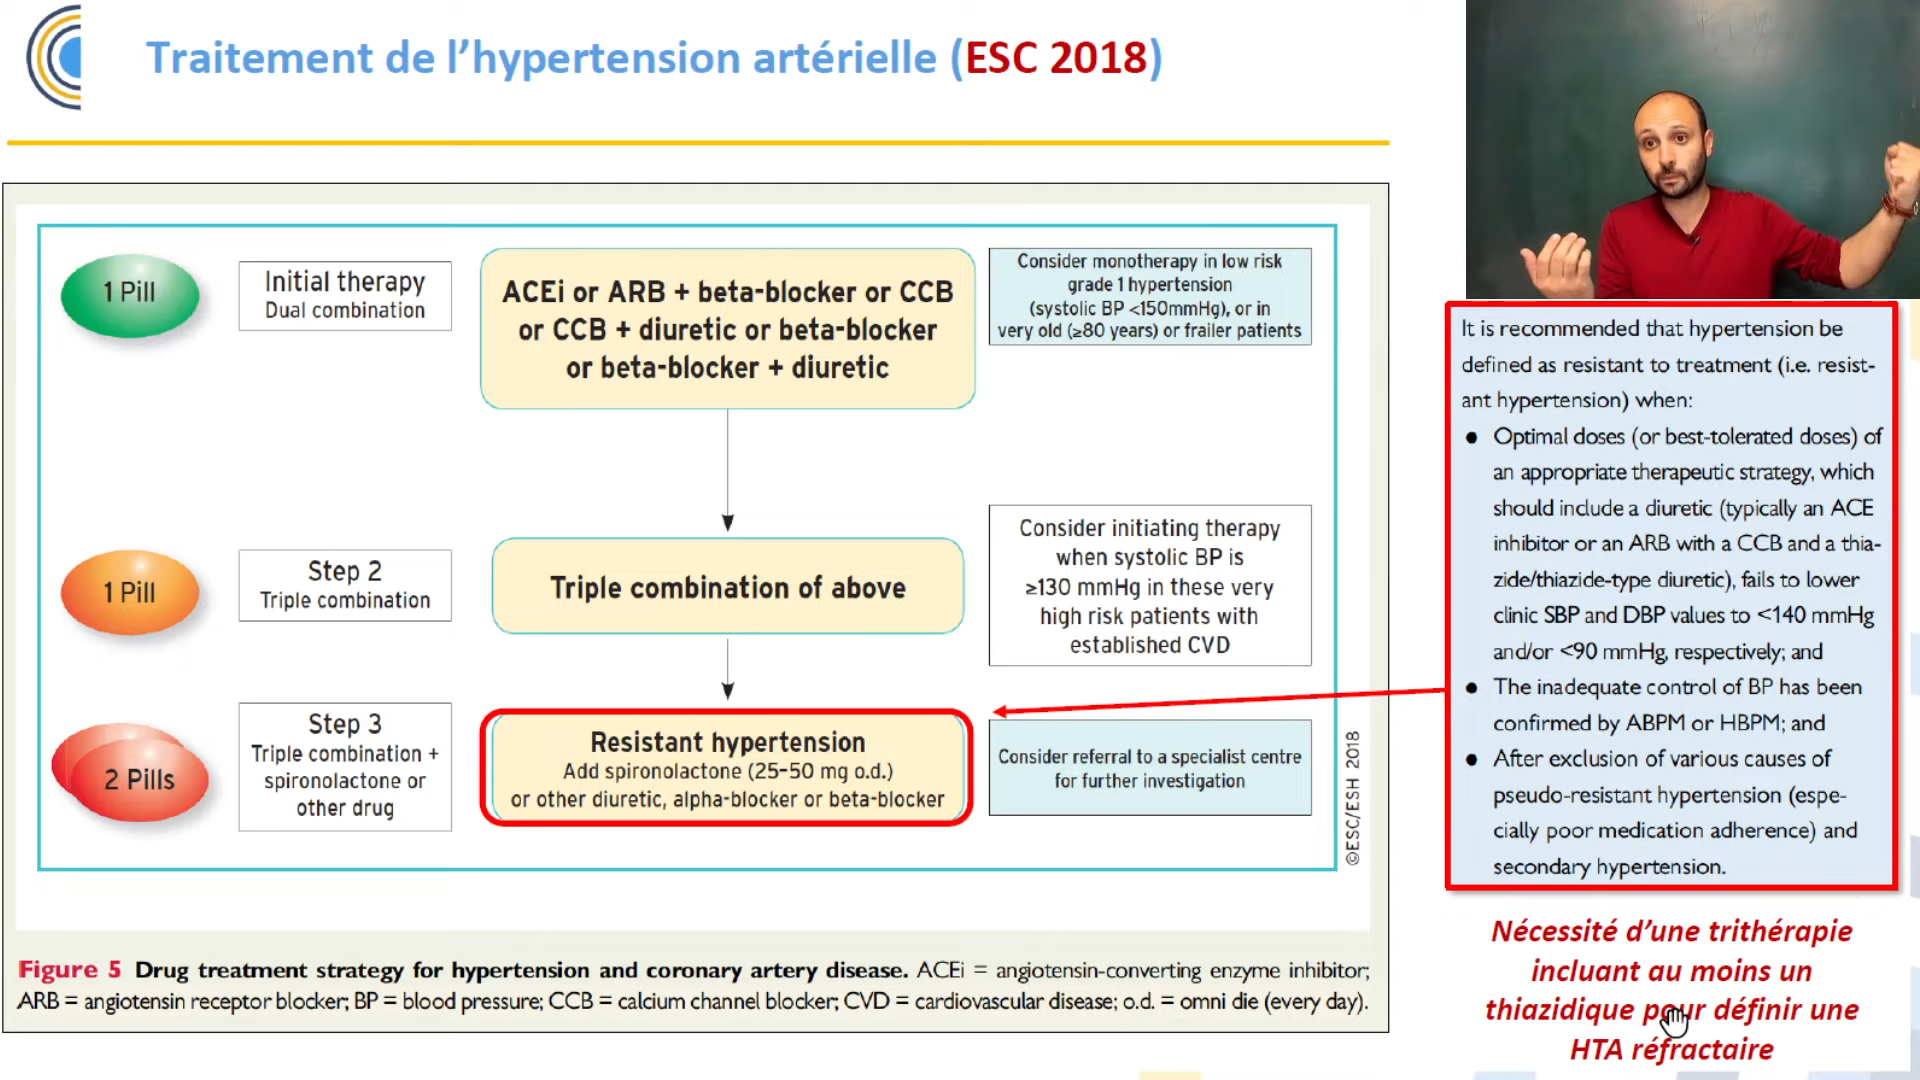 Traitement de l’hypertension artérielle (ESC 2018)
1 Pill
Initial therapy
Dual combination
ACEi or ARB + beta-blocker or CCB
or CCB + diuretic or beta-blocker
or beta-blocker + diuretic
Consider monotherapy in low risk
grade 1 hypertension
(systolic BP <150mmHg), or in
very old (≥80 years) or frailer patients
1 Pill
Step 2
Triple combination
Triple combination of above
Consider initiating therapy
when systolic BP is
≥130 mmHg in these very
high risk patients with
established CVD
2 Pills
Step 3
Triple combination +
spironolactone or
other drug
Resistant hypertension
Add spironolactone (25–50 mg o.d.)
or other diuretic, alpha-blocker or beta-blocker
Consider referral to a specialist centre
for further investigation
©ESC/ESH 2018
Figure 5 Drug treatment strategy for hypertension and coronary artery disease. ACEi = angiotensin-converting enzyme inhibitor;
ARB = angiotensin receptor blocker; BP = blood pressure; CCB = calcium channel blocker; CVD = cardiovascular disease; o.d. = omni die (every day).
It is recommended that hypertension be
defined as resistant to treatment (i.e. resist-
ant hypertension) when:
● Optimal doses (or best-tolerated doses) of
an appropriate therapeutic strategy, which
should include a diuretic (typically an ACE
inhibitor or an ARB with a CCB and a thia-
zide/thiazide-type diuretic), fails to lower
clinic SBP and DBP values to <140 mmHg
and/or <90 mmHg, respectively; and
● The inadequate control of BP has been
confirmed by ABPM or HBPM; and
● After exclusion of various causes of
pseudo-resistant hypertension (espe-
cially poor medication adherence) and
secondary hypertension.
Nécessité d’une trithérapie
incluant au moins un
thiazidique pour définir une
HTA réfractaire